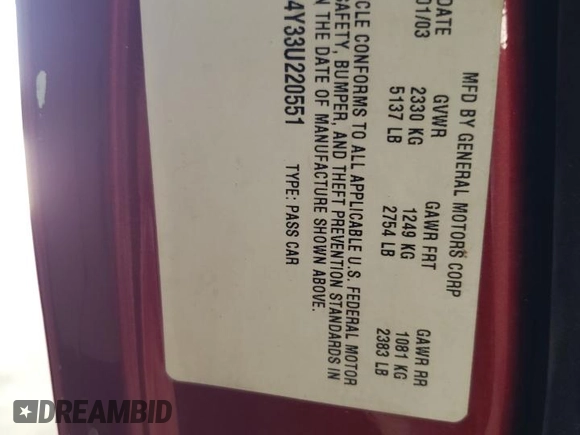 MFD BY GENERAL MOTORS CORP
DATE GVWR GAWR FRT GAWR RR
01/03 2330 KG 1249 KG 1081 KG
5137 LB 2754 LB 2383 LB
CLE CONFORMS TO ALL APPLICABLE U.S. FEDERAL MOTOR
SAFETY, BUMPER, AND THEFT PREVENTION STANDARDS IN
N THE DATE OF MANUFACTURE SHOWN ABOVE.
4Y33U220551 TYPE: PASS CAR
DREAMBID